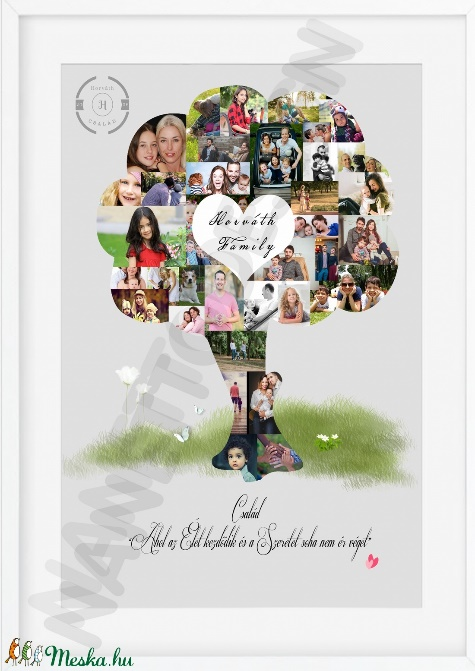 Horváth
H
CSALÁD
Horváth
Family
Család
"Ahol az Élet kezdődik és a Szeretet soha nem ér véget"
Meska.hu